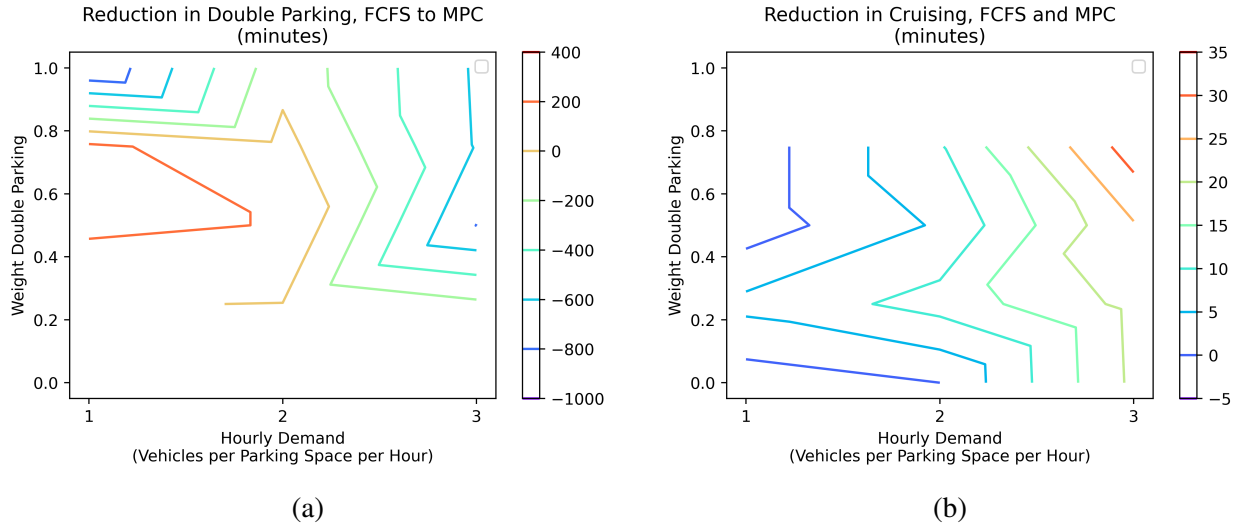 Reduction in Double Parking, FCFS to MPC
(minutes)
Weight Double Parking
1.0
0.8
0.6
0.4
0.2
0.0
1
2
3
Hourly Demand
(Vehicles per Parking Space per Hour)
400
200
0
−200
−400
−600
−800
−1000
(a)
Reduction in Cruising, FCFS and MPC
(minutes)
Weight Double Parking
1.0
0.8
0.6
0.4
0.2
0.0
1
2
3
Hourly Demand
(Vehicles per Parking Space per Hour)
35
30
25
20
15
10
5
0
−5
(b)